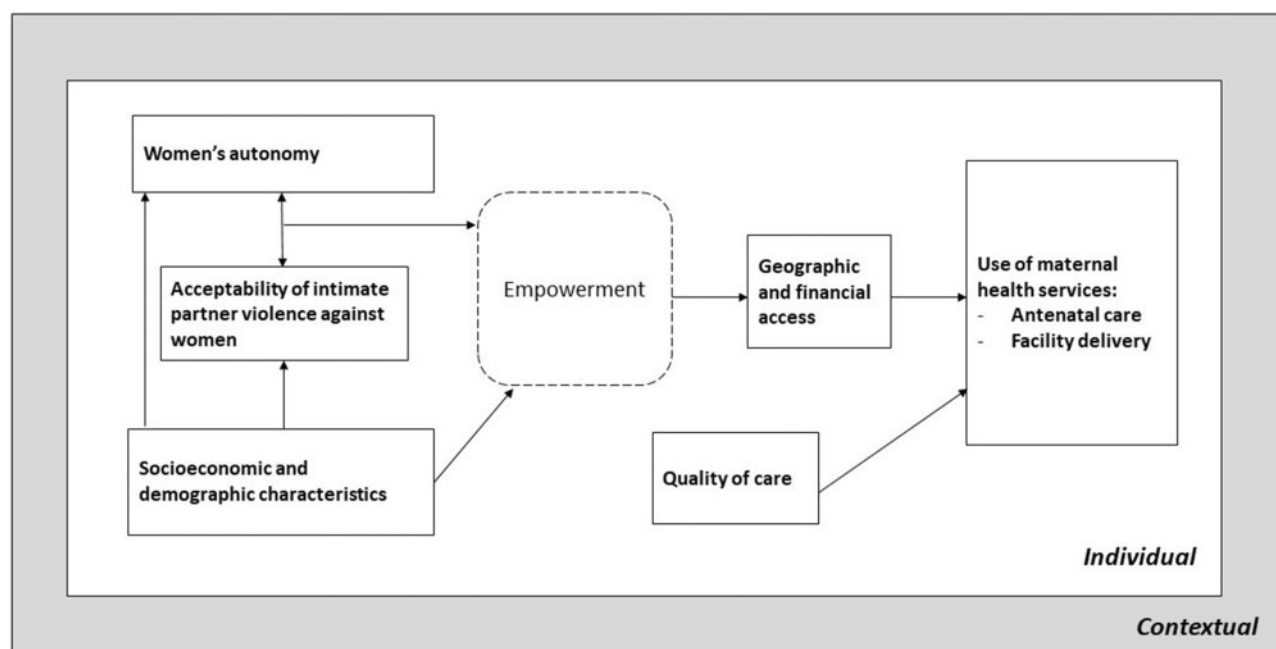 Women's autonomy
Acceptability of intimate
partner violence against
women
Socioeconomic and
demographic characteristics
Empowerment
Geographic
and financial
access
Quality of care
Use of maternal
health services:
- Antenatal care
- Facility delivery
Individual
Contextual